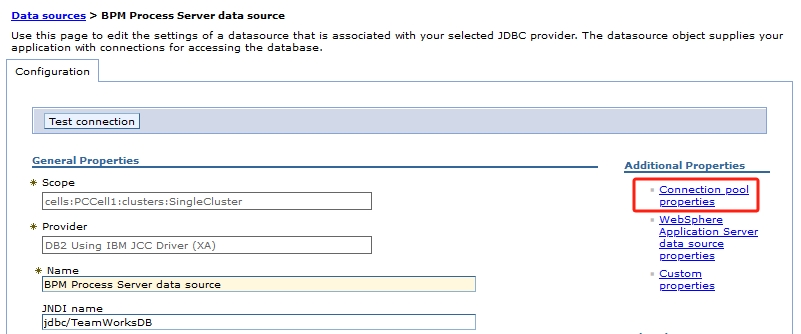 Data sources > BPM Process Server data source
Use this page to edit the settings of a datasource that is associated with your selected JDBC provider. The datasource object supplies your
application with connections for accessing the database.
Configuration
Test connection
General Properties
* Scope
cells:PCCell1:clusters:SingleCluster
* Provider
DB2 Using IBM JCC Driver (XA)
* Name
BPM Process Server data source
JNDI name
jdbc/TeamWorksDB
Additional Properties
Connection pool
properties
WebSphere
Application Server
data source
properties
Custom
properties